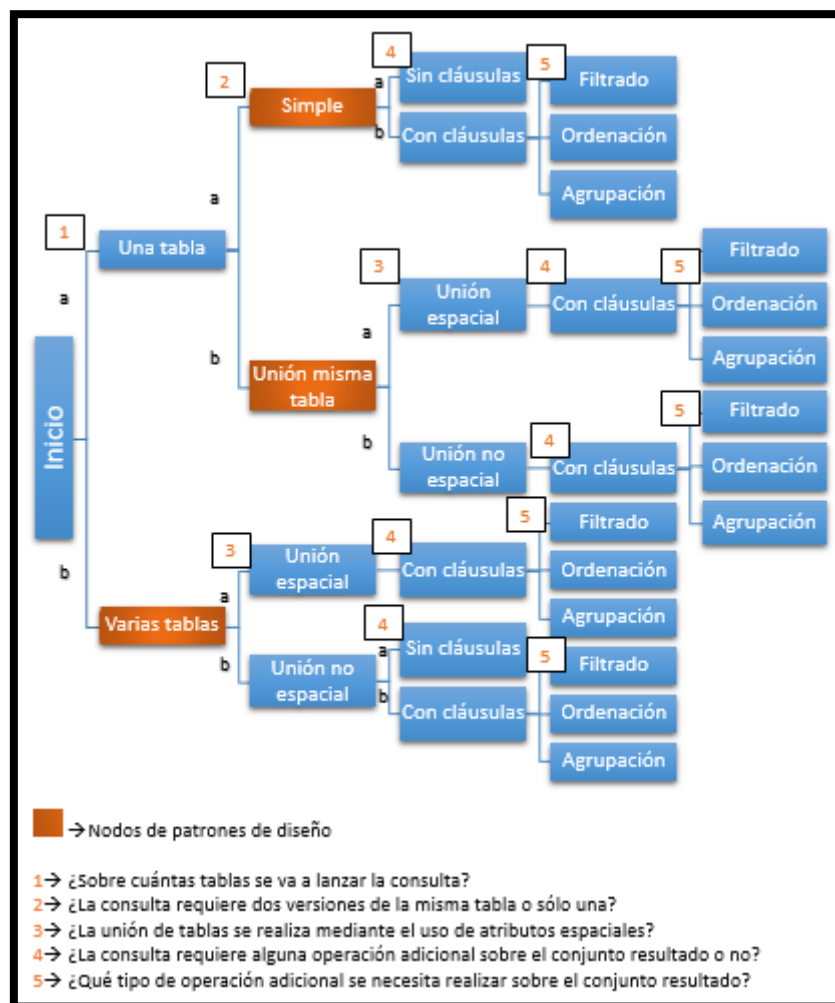 4
Sin cláusulas
5
Filtrado
2
a
Simple
b
Con cláusulas
Ordenación
Agrupación
a
1
Una tabla
a
3
Unión
espacial
4
Con cláusulas
5
Filtrado
Ordenación
Agrupación
a
b
Unión misma
tabla
b
Unión no
espacial
4
Con cláusulas
5
Filtrado
Ordenación
Agrupación
Inicio
b
Varias tablas
3
a
Unión
espacial
4
Con cláusulas
5
Filtrado
Ordenación
Agrupación
b
Unión no
espacial
4
a
Sin cláusulas
b
Con cláusulas
5
Filtrado
Ordenación
Agrupación
→ Nodos de patrones de diseño
1→ ¿Sobre cuántas tablas se va a lanzar la consulta?
2→ ¿La consulta requiere dos versiones de la misma tabla o sólo una?
3→ ¿La unión de tablas se realiza mediante el uso de atributos espaciales?
4→ ¿La consulta requiere alguna operación adicional sobre el conjunto resultado o no?
5→ ¿Qué tipo de operación adicional se necesita realizar sobre el conjunto resultado?